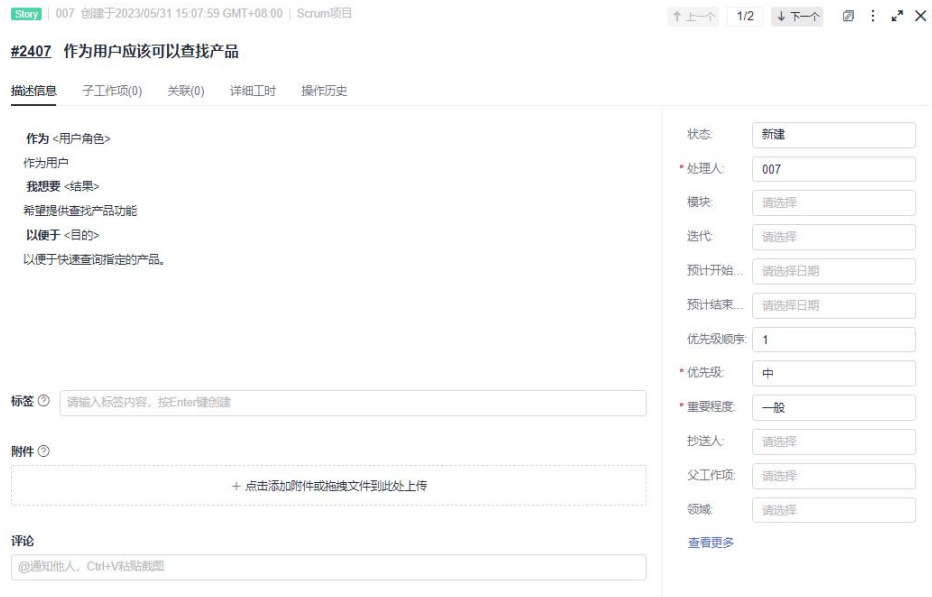 Story 007 创建于2023/05/31 15:07:59 GMT+08:00 Scrum项目
上一个 1/2 下一个
#2407 作为用户应该可以查找产品
描述信息 子工作项(0) 关联(0) 详细工时 操作历史
作为 <用户角色>
作为用户
我想要 <结果>
希望提供查找产品功能
以便于 <目的>
以便于快速查询指定的产品。
标签
请输入标签内容，按Enter键创建
附件
+ 点击添加附件或拖拽文件到此处上传
评论
@通知他人，Ctrl+V粘贴截图
状态: 新建
* 处理人: 007
模块: 请选择
迭代: 请选择
预计开始... 请选择日期
预计结束... 请选择日期
优先级顺序: 1
* 优先级: 中
* 重要程度: 一般
抄送人: 请选择
父工作项: 请选择
领域: 请选择
查看更多